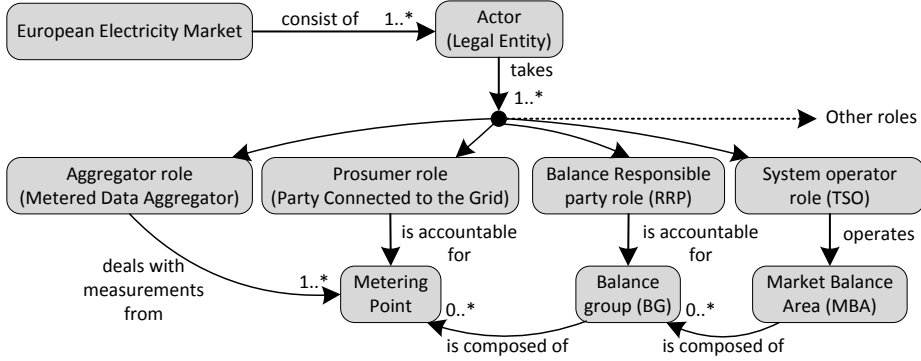 European Electricity Market
consist of
1..*
Actor
(Legal Entity)
takes
1..*
Other roles
Aggregator role
(Metered Data Aggregator)
Prosumer role
(Party Connected to the Grid)
Balance Responsible
party role (RRP)
System operator
role (TSO)
deals with
measurements
from
1..*
is accountable
for
is accountable
for
operates
Metering
Point
0..*
Balance
group (BG)
0..*
Market Balance
Area (MBA)
is composed of
is composed of